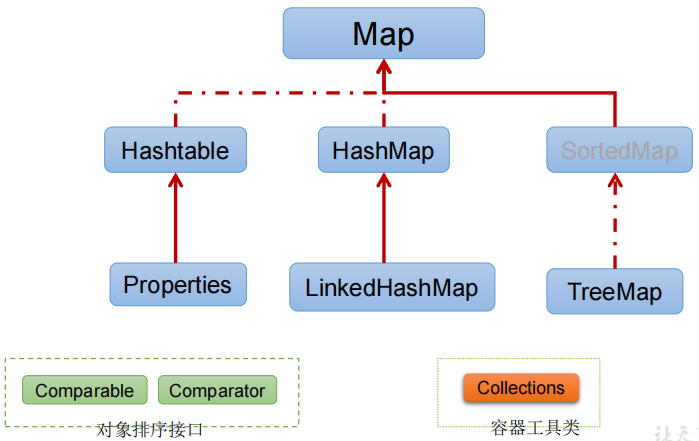 Map
Hashtable
HashMap
SortedMap
Properties
LinkedHashMap
TreeMap
Comparable
Comparator
对象排序接口
Collections
容器工具类